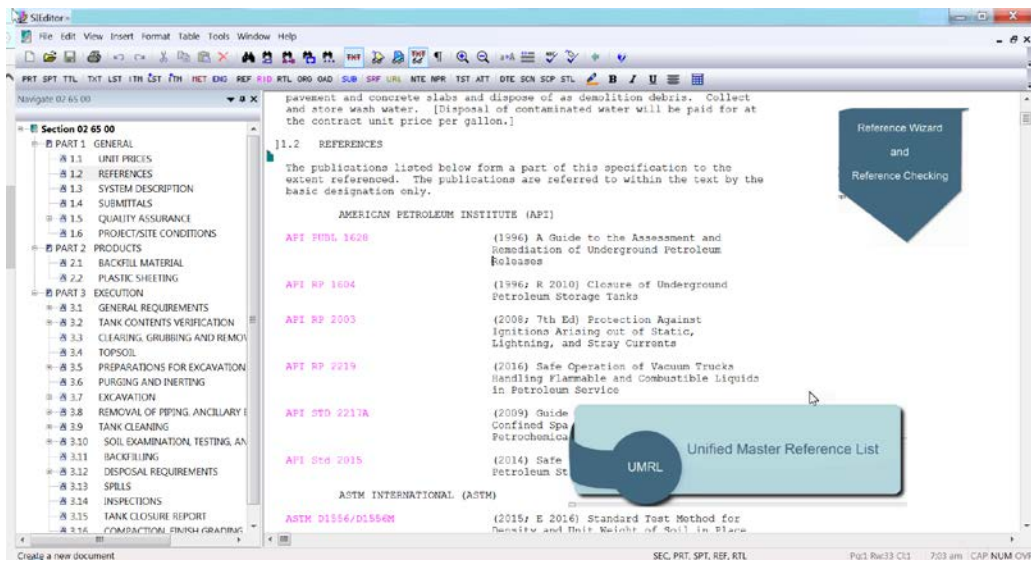 SIEditor -
File Edit View Insert Format Table Tools Window Help
PRT SPT TTL TXT LST ITM LST ITM MET ENG REF RID RTL ORG OAD SUB SRF URL NTE NPR TST ATT DTE SCN SCP STL B I U
Navigate 02 65 00
Section 02 65 00
PART 1 GENERAL
1.1 UNIT PRICES
1.2 REFERENCES
1.3 SYSTEM DESCRIPTION
1.4 SUBMITTALS
1.5 QUALITY ASSURANCE
1.6 PROJECT/SITE CONDITIONS
PART 2 PRODUCTS
2.1 BACKFILL MATERIAL
2.2 PLASTIC SHEETING
PART 3 EXECUTION
3.1 GENERAL REQUIREMENTS
3.2 TANK CONTENTS VERIFICATION
3.3 CLEARING, GRUBBING AND REMOV
3.4 TOPSOIL
3.5 PREPARATIONS FOR EXCAVATION
3.6 PURGING AND INERTING
3.7 EXCAVATION
3.8 REMOVAL OF PIPING, ANCILLARY E
3.9 TANK CLEANING
3.10 SOIL EXAMINATION, TESTING, AN
3.11 BACKFILLING
3.12 DISPOSAL REQUIREMENTS
3.13 SPILLS
3.14 INSPECTIONS
3.15 TANK CLOSURE REPORT
3.16 COMPACTION, FINISH GRADING
pavement and concrete slabs and dispose of as demolition debris. Collect
and store wash water. [Disposal of contaminated water will be paid for at
the contract unit price per gallon.]
]1.2 REFERENCES
The publications listed below form a part of this specification to the
extent referenced. The publications are referred to within the text by the
basic designation only.
AMERICAN PETROLEUM INSTITUTE (API)
API PUBL 1628 (1996) A Guide to the Assessment and
Remediation of Underground Petroleum
Releases
API RP 1604 (1996; R 2010) Closure of Underground
Petroleum Storage Tanks
API RP 2003 (2008; 7th Ed) Protection Against
Ignitions Arising out of Static,
Lightning, and Stray Currents
API RP 2219 (2016) Safe Operation of Vacuum Trucks
Handling Flammable and Combustible Liquids
in Petroleum Service
API STD 2217A (2009) Guide
Confined Spa
Petrochemica
API Std 2015 (2014) Safe
Petroleum St
ASTM INTERNATIONAL (ASTM)
ASTM D1556/D1556M (2015; E 2016) Standard Test Method for
Density and Unit Weight of Soil in Place
Reference Wizard
and
Reference Checking
UMRL
Unified Master Reference List
Create a new document
SEC, PRT, SPT, REF, RTL
7:03 am CAP NUM OVR